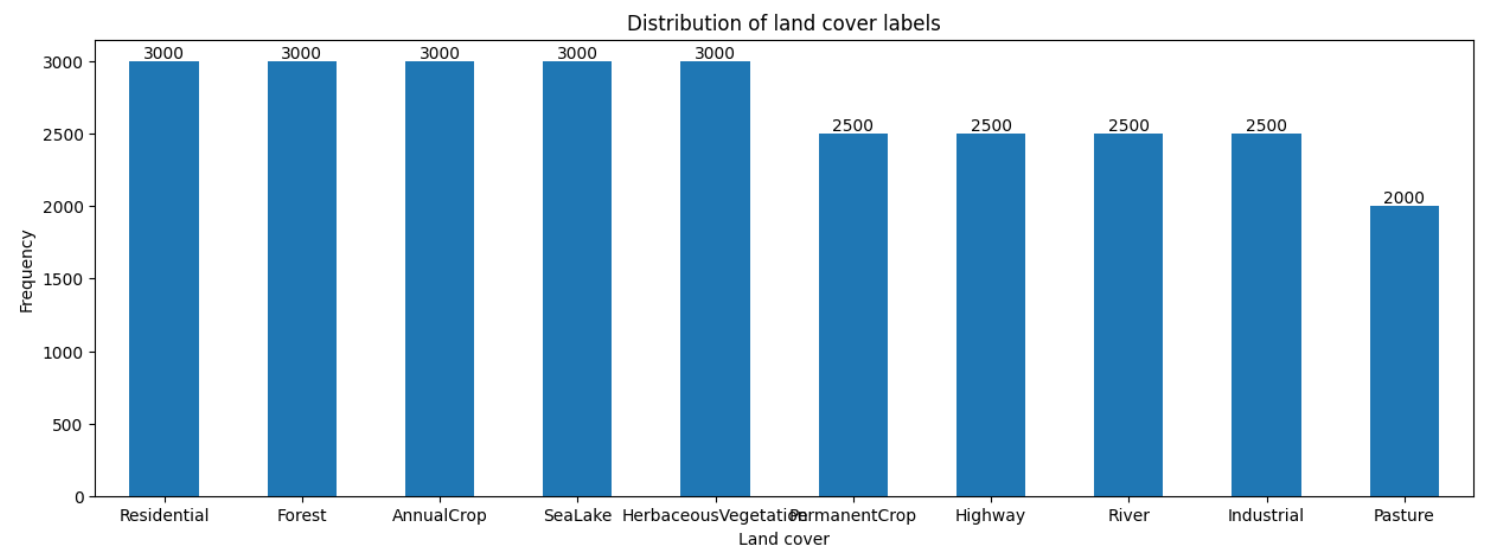 Distribution of land cover labels
3000 3000 3000 3000 3000 2500 2500 2500 2500 2000
Frequency
3000
2500
2000
1500
1000
500
0
Residential Forest AnnualCrop SeaLake HerbaceousVegetation PermanentCrop Highway River Industrial Pasture
Land cover